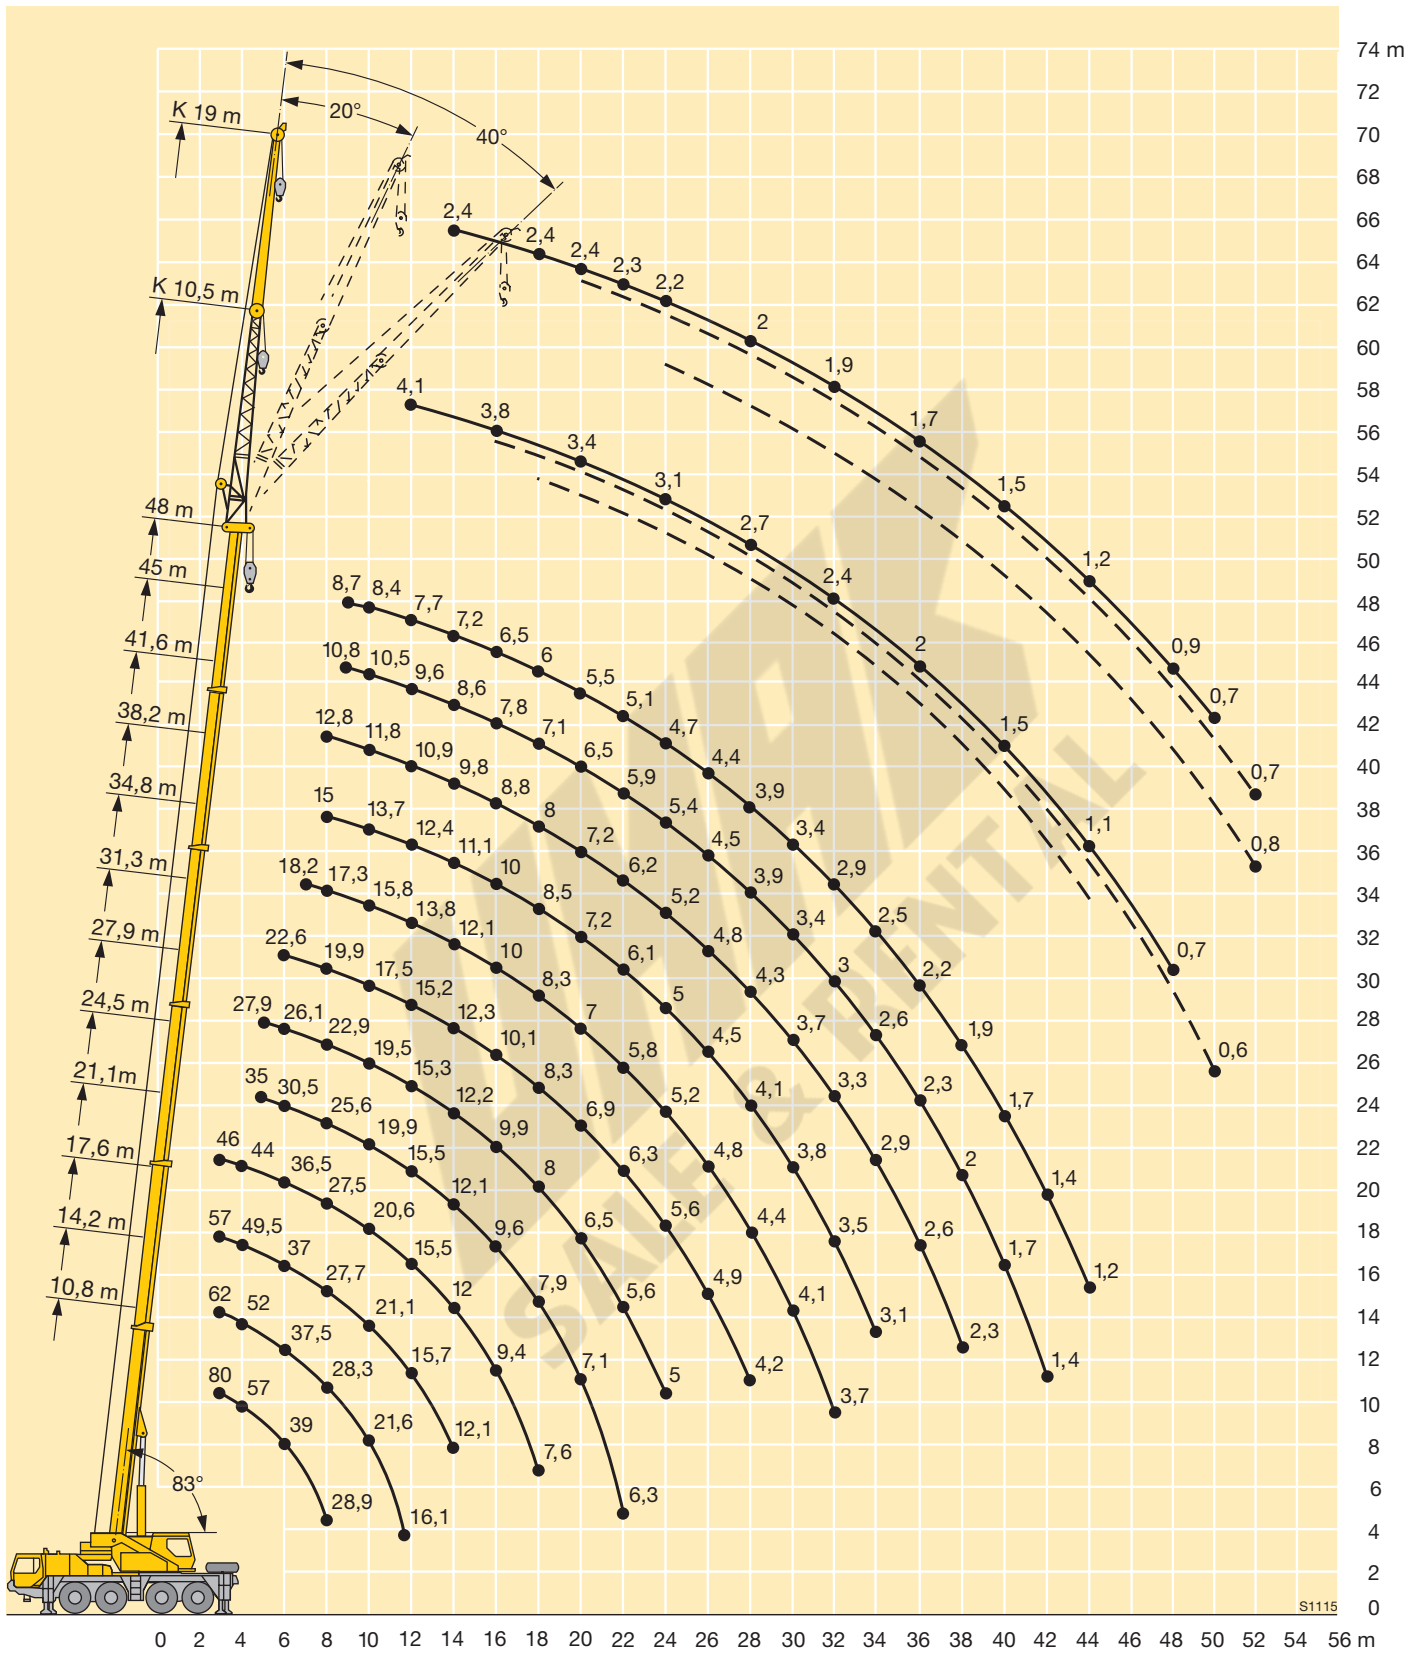 74 m
72
70
68
66
64
62
60
58
56
54
52
50
48
46
44
42
40
38
36
34
32
30
28
26
24
22
20
18
16
14
12
10
8
6
4
2
0
K 19 m
20°
40°
K 10,5 m
48 m
45 m
41,6 m
38,2 m
34,8 m
31,3 m
27,9 m
24,5 m
21,1m
17,6 m
14,2 m
10,8 m
83°
2,4 2,4 2,4 2,3 2,2 2 1,9 1,7 1,5 1,2 0,9 0,7
0,7
0,8
4,1 3,8 3,4 3,1 2,7 2,4 2 1,5 1,1 0,7
0,6
8,7 8,4 7,7 7,2 6,5 6 5,5 5,1 4,7 4,4 3,9 3,4 2,9 2,5 2,2 1,9 1,7 1,4 1,2
10,8 10,5 9,6 8,6 7,8 7,1 6,5 5,9 5,4 4,5 3,9 3,4 3 2,6 2,3 2 1,7 1,4
12,8 11,8 10,9 9,8 8,8 8 7,2 6,2 5,2 4,8 4,3 3,7 3,3 2,9 2,6 2,3
15 13,7 12,4 11,1 10 8,5 7,2 6,1 5 4,5 4,1 3,8 3,5 3,1
18,2 17,3 15,8 13,8 12,1 10 8,3 7 5,8 5,2 4,8 4,4 4,1 3,7
22,6 19,9 17,5 15,2 12,3 10,1 8,3 6,9 6,3 5,6 4,9 4,2
27,9 26,1 22,9 19,5 15,3 12,2 9,9 8 6,5 5,6 5
35 30,5 25,6 19,9 15,5 12,1 9,6 7,9 7,1 6,3
46 44 36,5 27,5 20,6 15,5 12 9,4 7,6
57 49,5 37 27,7 21,1 15,7 12,1
62 52 37,5 28,3 21,6 16,1
80 57 39 28,9
MAK
SALE & RENTAL
S1115
0 2 4 6 8 10 12 14 16 18 20 22 24 26 28 30 32 34 36 38 40 42 44 46 48 50 52 54 56 m